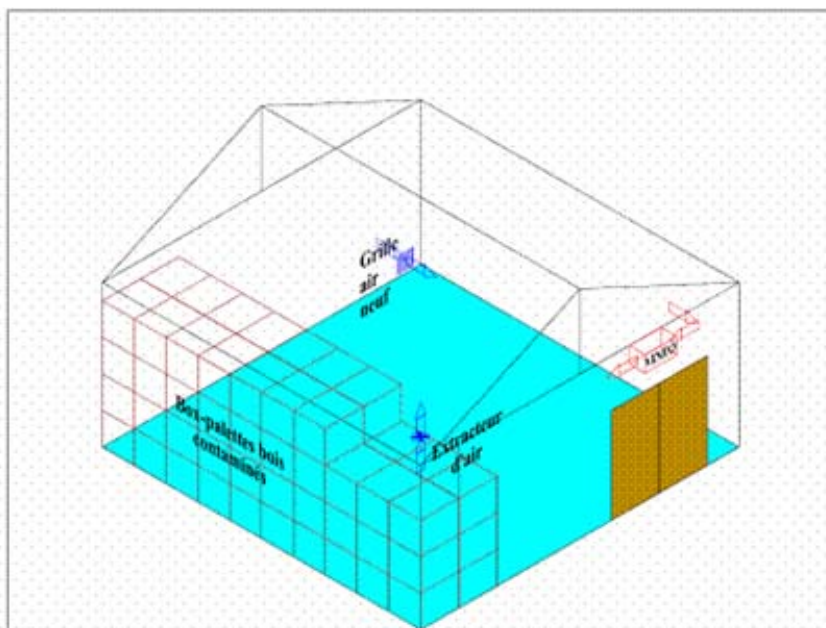 Grille
air
neuf
Extracteur
d'air
Box-palettes bois
contaminés